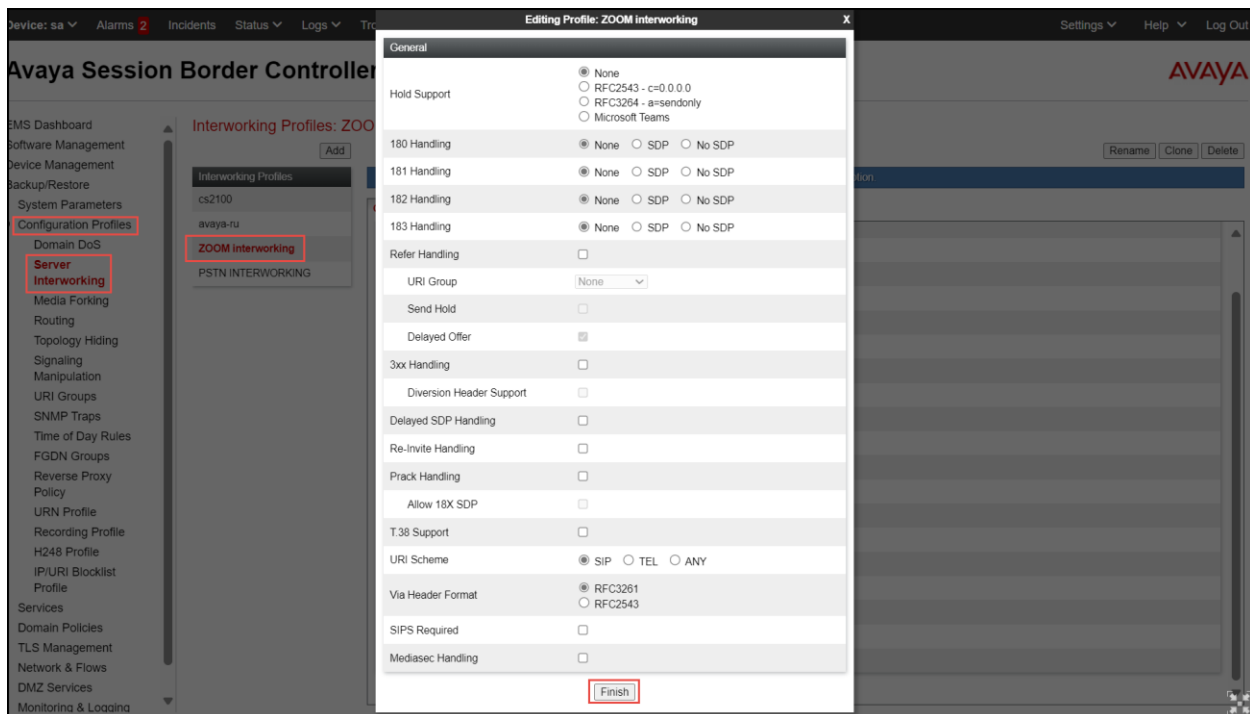 Device: sa Alarms 2 Incidents Status Logs
Settings Help Log Out
Avaya Session Border Controller
AVAYA
EMS Dashboard
Software Management
Device Management
Backup/Restore
System Parameters
Configuration Profiles
Domain DoS
Server
Interworking
Media Forking
Routing
Topology Hiding
Signaling
Manipulation
URI Groups
SNMP Traps
Time of Day Rules
FGDN Groups
Reverse Proxy
Policy
URN Profile
Recording Profile
H248 Profile
IP/URI Blocklist
Profile
Services
Domain Policies
TLS Management
Network & Flows
DMZ Services
Monitoring & Logging
Interworking Profiles: ZOO
Add
Interworking Profiles
cs2100
avaya-ru
ZOOM interworking
PSTN INTERWORKING
Rename Clone Delete
Editing Profile: ZOOM interworking X
General
Hold Support
None
RFC2543 - c=0.0.0.0
RFC3264 - a=sendonly
Microsoft Teams
180 Handling None SDP No SDP
181 Handling None SDP No SDP
182 Handling None SDP No SDP
183 Handling None SDP No SDP
Refer Handling
URI Group None
Send Hold
Delayed Offer
3xx Handling
Diversion Header Support
Delayed SDP Handling
Re-Invite Handling
Prack Handling
Allow 18X SDP
T.38 Support
URI Scheme SIP TEL ANY
Via Header Format
RFC3261
RFC2543
SIPS Required
Mediasec Handling
Finish